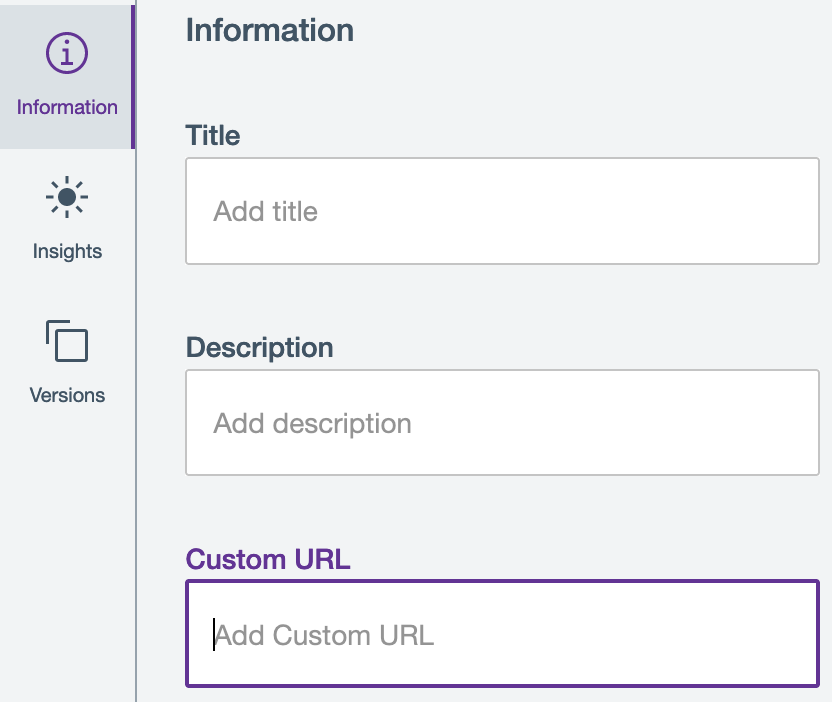 Information
Information
Insights
Versions
Title
Add title
Description
Add description
Custom URL
Add Custom URL